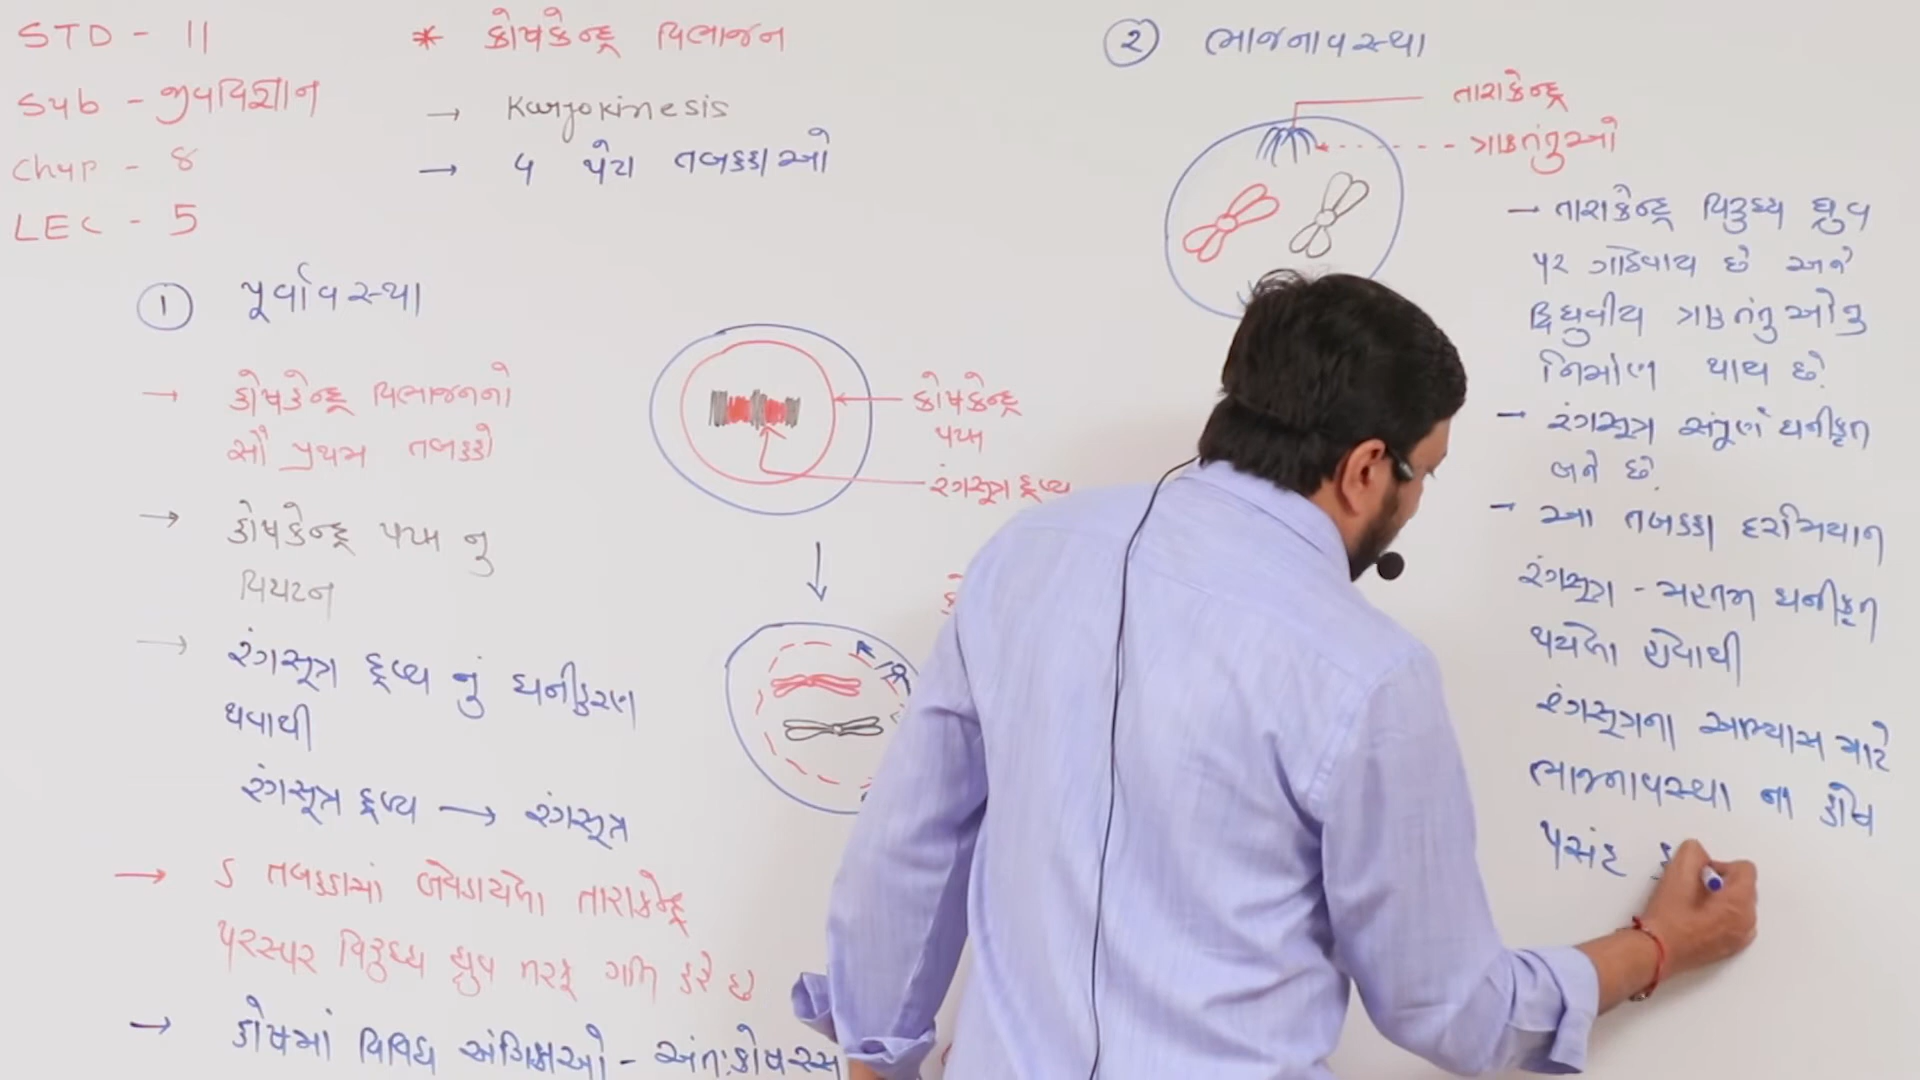 STD - 11
Sub - જીવવિજ્ઞાન
Chap - 8
LEC - 5
* કોષકેન્દ્ર વિભાજન
→ Karyokinesis
→ ૫ પેટા તબક્કાઓ
① પૂર્વાવસ્થા
→ કોષકેન્દ્ર વિભાજનનો
સૌ પ્રથમ તબક્કો
→ કોષકેન્દ્ર પટલ નુ
વિઘટન
→ રંગસૂત્ર દ્રવ્ય નું ઘનીકરણ
થવાથી
રંગસૂત્ર દ્રવ્ય → રંગસૂત્ર
→ S તબક્કામાં બેવડાયેલા તારાકેન્દ્ર
પરસ્પર વિરુધ્ધ ધ્રુવ તરફ ગતિ કરે છે
→ કોષમાં વિવિધ અંગિકાઓ - અંતઃકોષરસ
કોષકેન્દ્ર
પટલ
રંગસૂત્ર દ્રવ્ય
② ભાજનાવસ્થા
તારાકેન્દ્ર
ત્રાકતંતુઓ
- તારાકેન્દ્ર વિરુધ્ધ ધ્રુવ
પર ગોઠવાય છે અને
દ્વિધ્રુવીય ત્રાકતંતુઓનુ
નિર્માણ થાય છે.
- રંગસૂત્ર સંપૂર્ણ ઘનીકૃત
બને છે.
- આ તબક્કા દરમિયાન
રંગસૂત્ર - મહતમ ઘનીકૃત
થયેલા હોવાથી
રંગસૂત્રના અભ્યાસ માટે
ભાજનાવસ્થા ના કોષ
પસંદ ક